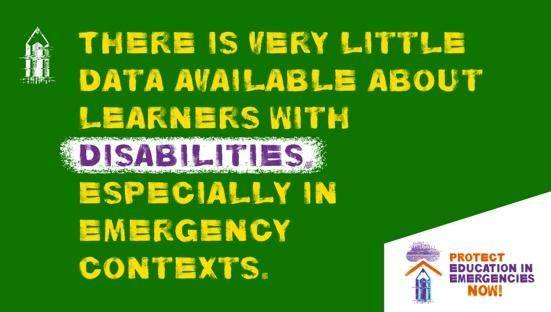 THERE IS VERY LITTLE
DATA AVAILABLE ABOUT
LEARNERS WITH
DISABILITIES,
ESPECIALLY IN
EMERGENCY
CONTEXTS.
PROTECT
EDUCATION IN
EMERGENCIES
NOW!